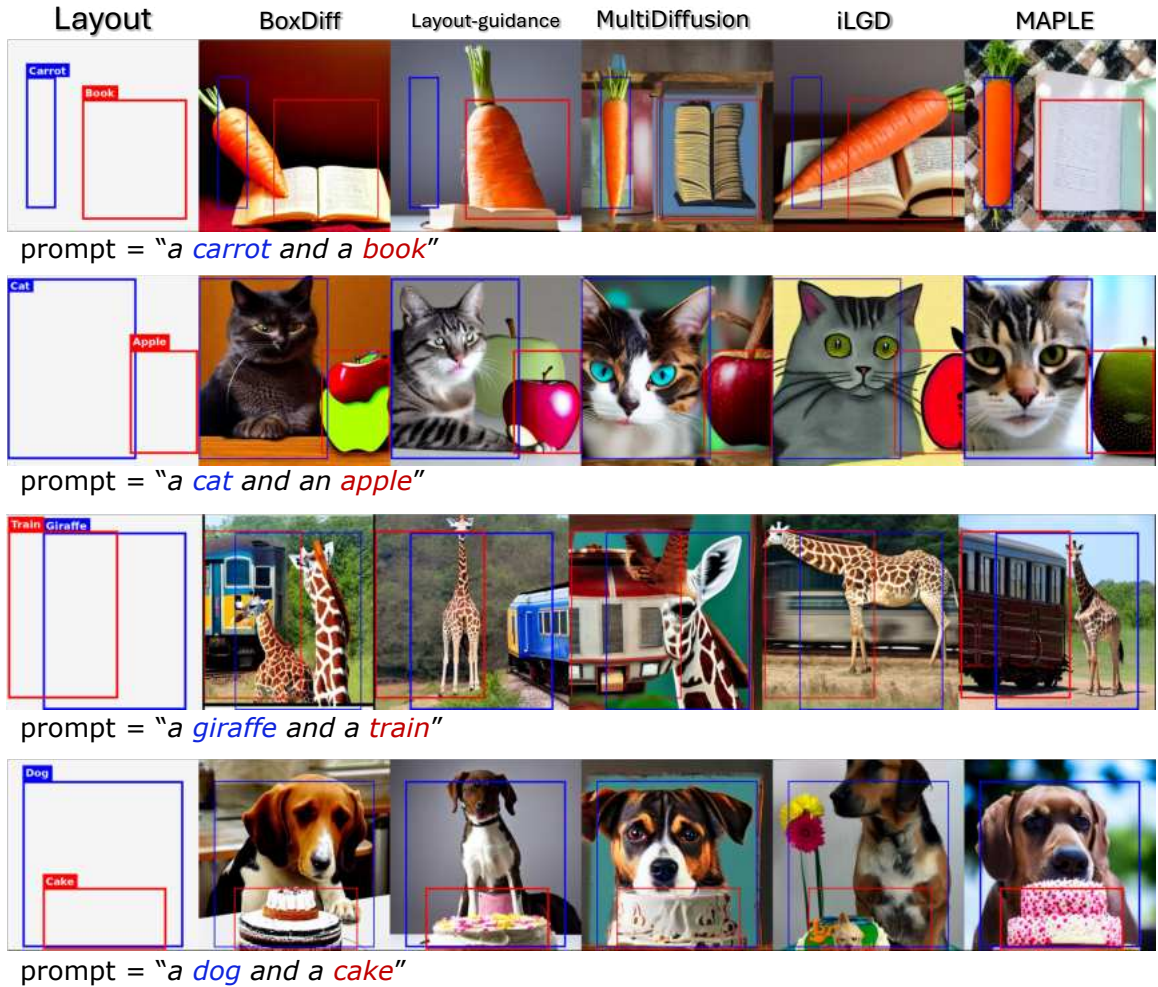 Layout BoxDiff Layout-guidance MultiDiffusion iLGD MAPLE
Carrot
Book
prompt = “a carrot and a book”
Cat
Apple
prompt = “a cat and an apple”
Train Giraffe
prompt = “a giraffe and a train”
Dog
Cake
prompt = “a dog and a cake”